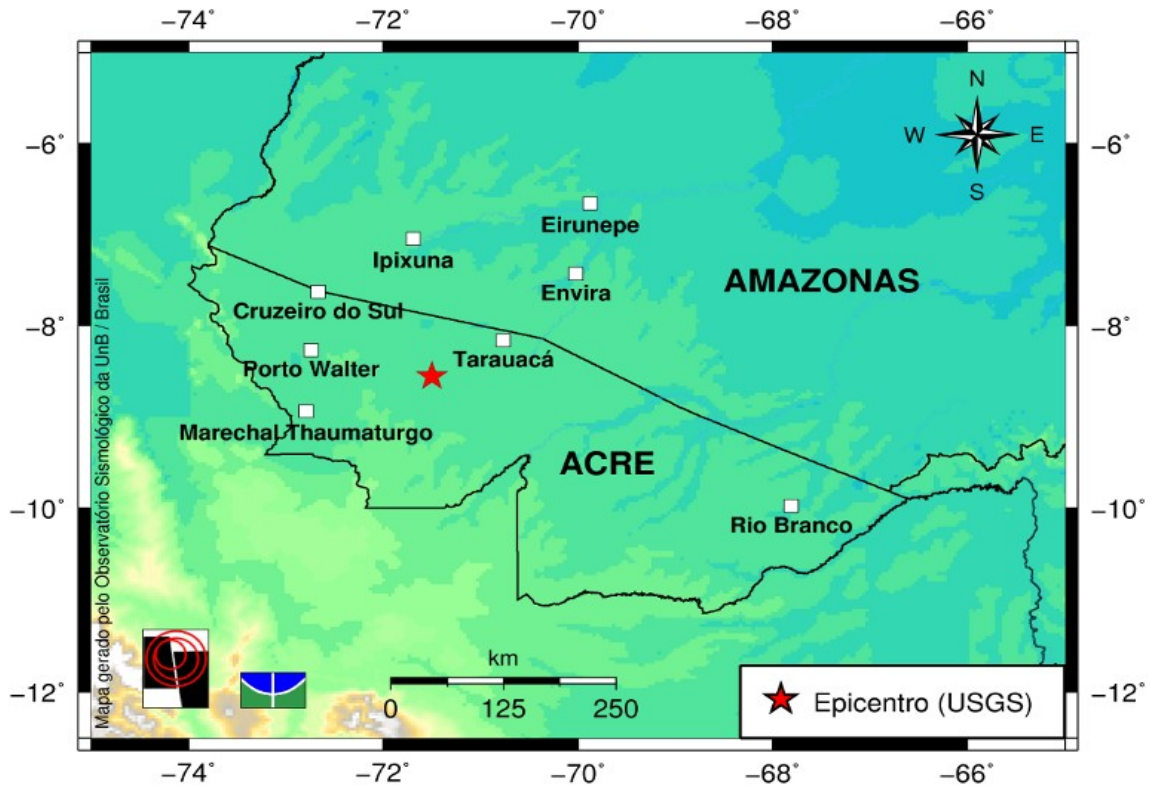 −74˚ −72˚ −70˚ −68˚ −66˚
N
−6˚ W E −6˚
S
Eirunepe
Ipixuna
AMAZONAS
Envira
Cruzeiro do Sul
−8˚ −8˚
Tarauacá
Porto Walter
Marechal Thaumaturgo
ACRE
−10˚ −10˚
Rio Branco
Mapa gerado pelo Observatório Sismológico da UnB / Brasil
km
0 125 250
−12˚ −12˚
Epicentro (USGS)
−74˚ −72˚ −70˚ −68˚ −66˚